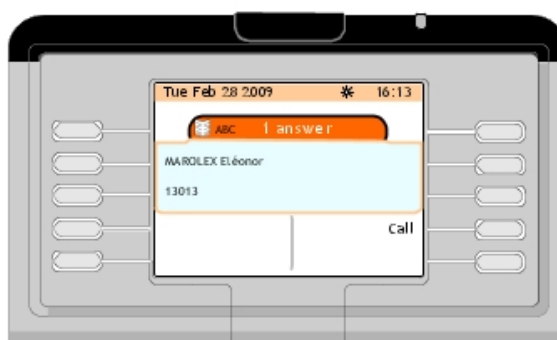 Tue Feb 28 2009 16:13
ABC 1 answer
MAROLEX Eléonor
13013
Call